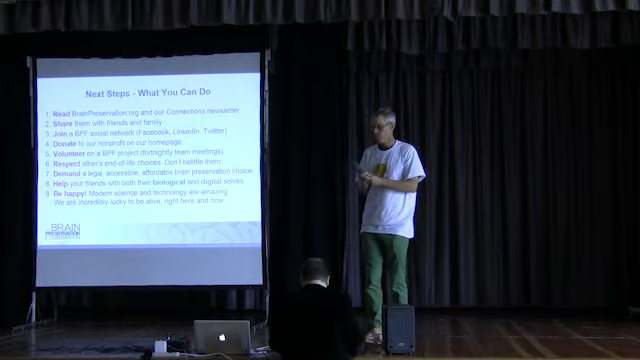 Next Steps - What You Can Do
1. Read BrainPreservation.org and our Connections newsletter.
2. Share them with friends and family.
3. Join a BPF social network (Facebook, LinkedIn, Twitter)
4. Donate to our nonprofit on our homepage.
5. Volunteer on a BPF project (fortnightly team meetings).
6. Respect other's end-of-life choices. Don't belittle them.
7. Demand a legal, accessible, affordable brain preservation choice.
8. Help your friends with both their biological and digital selves.
9. Be happy! Modern science and technology are amazing.
We are incredibly lucky to be alive, right here and now.
BRAIN
PRESERVATION
FOUNDATION